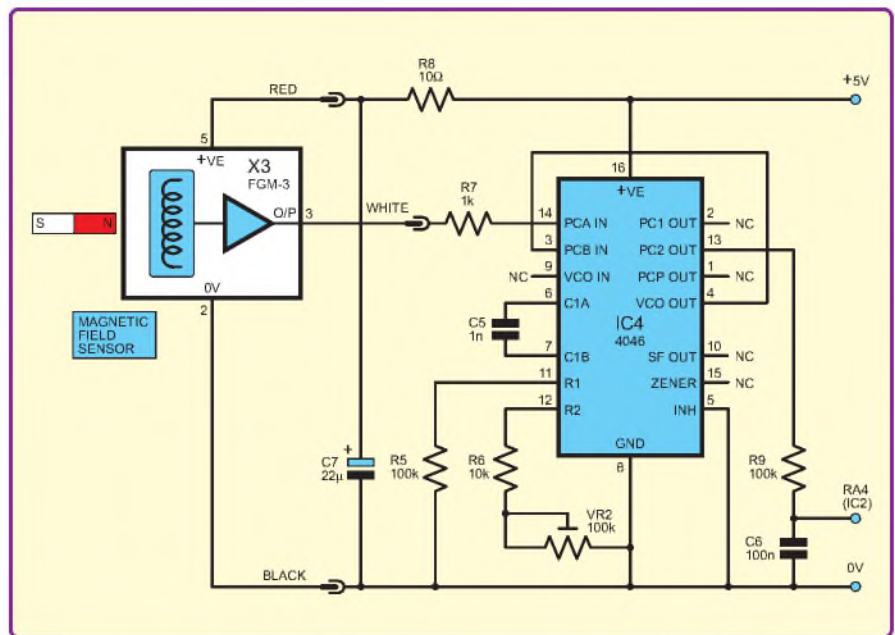 R8
10Ω
+5V
RED
5
+VE
X3
FGM-3
O/P
3
WHITE
R7
1k
S
N
0V
2
MAGNETIC
FIELD
SENSOR
16
+VE
14
PCA IN
PC1 OUT
2
NC
3
PCB IN
PC2 OUT
13
NC
9
VCO IN
PCP OUT
1
NC
6
C1A
VCO OUT
4
C5
1n
IC4
4046
7
C1B
SF OUT
10
NC
11
R1
ZENER
15
NC
12
R2
INH
5
GND
8
C7
22µ
+
R5
100k
R6
10k
VR2
100k
R9
100k
RA4
(IC2)
C6
100n
BLACK
0V